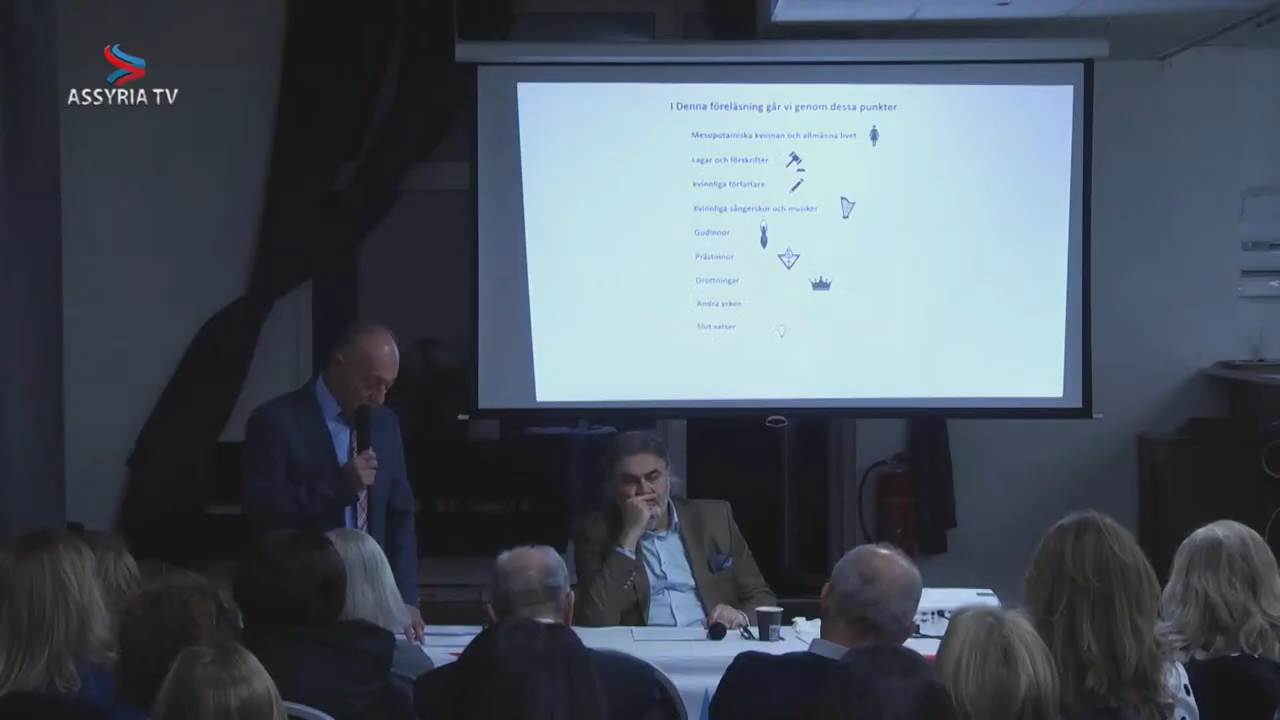 ASSYRIA TV
I Denna föreläsning går vi genom dessa punkter
Mesopotamiska kvinnan och allmänna livet
Lagar och förskrifter
kvinnliga författare
Kvinnliga sångerskor och musiker
Gudinnor
Prästinnor
Drottningar
Andra yrken
Slut satser